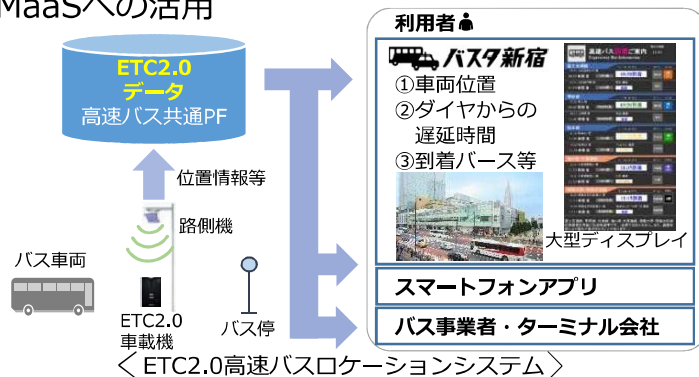 MaaSへの活用
ETC2.0
データ
高速バス共通PF
位置情報等
路側機
バス車両
ETC2.0
車載機
バス停
利用者
バスタ新宿
①車両位置
②ダイヤからの
遅延時間
③到着バース等
大型ディスプレイ
スマートフォンアプリ
バス事業者・ターミナル会社
＜ETC2.0高速バスロケーションシステム＞